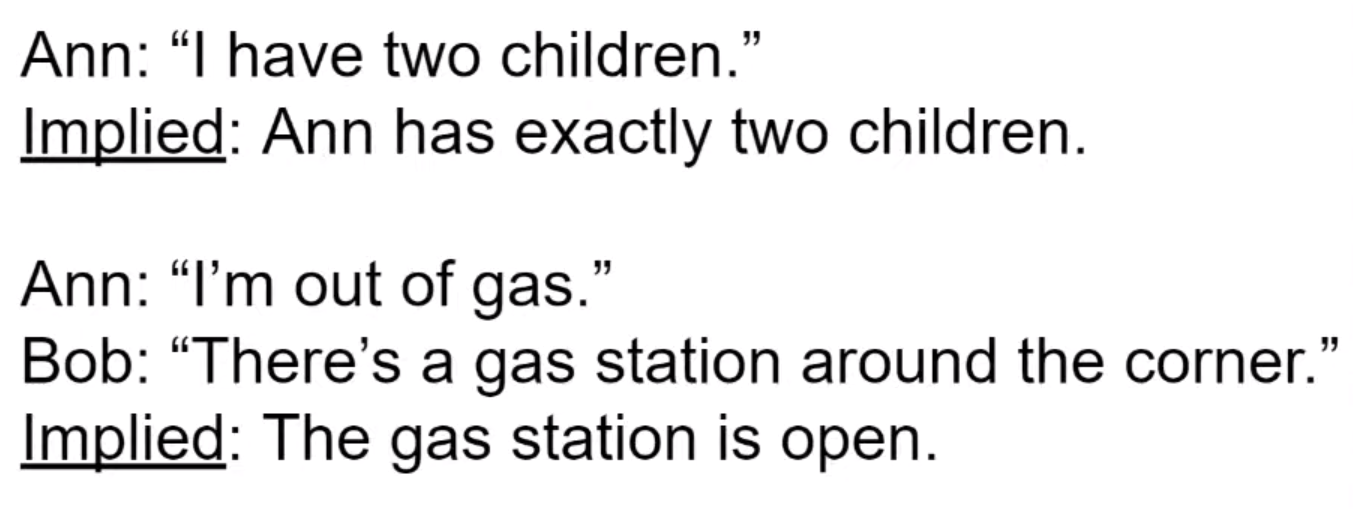 Ann: “I have two children.”
Implied: Ann has exactly two children.
Ann: “I’m out of gas.”
Bob: “There’s a gas station around the corner.”
Implied: The gas station is open.